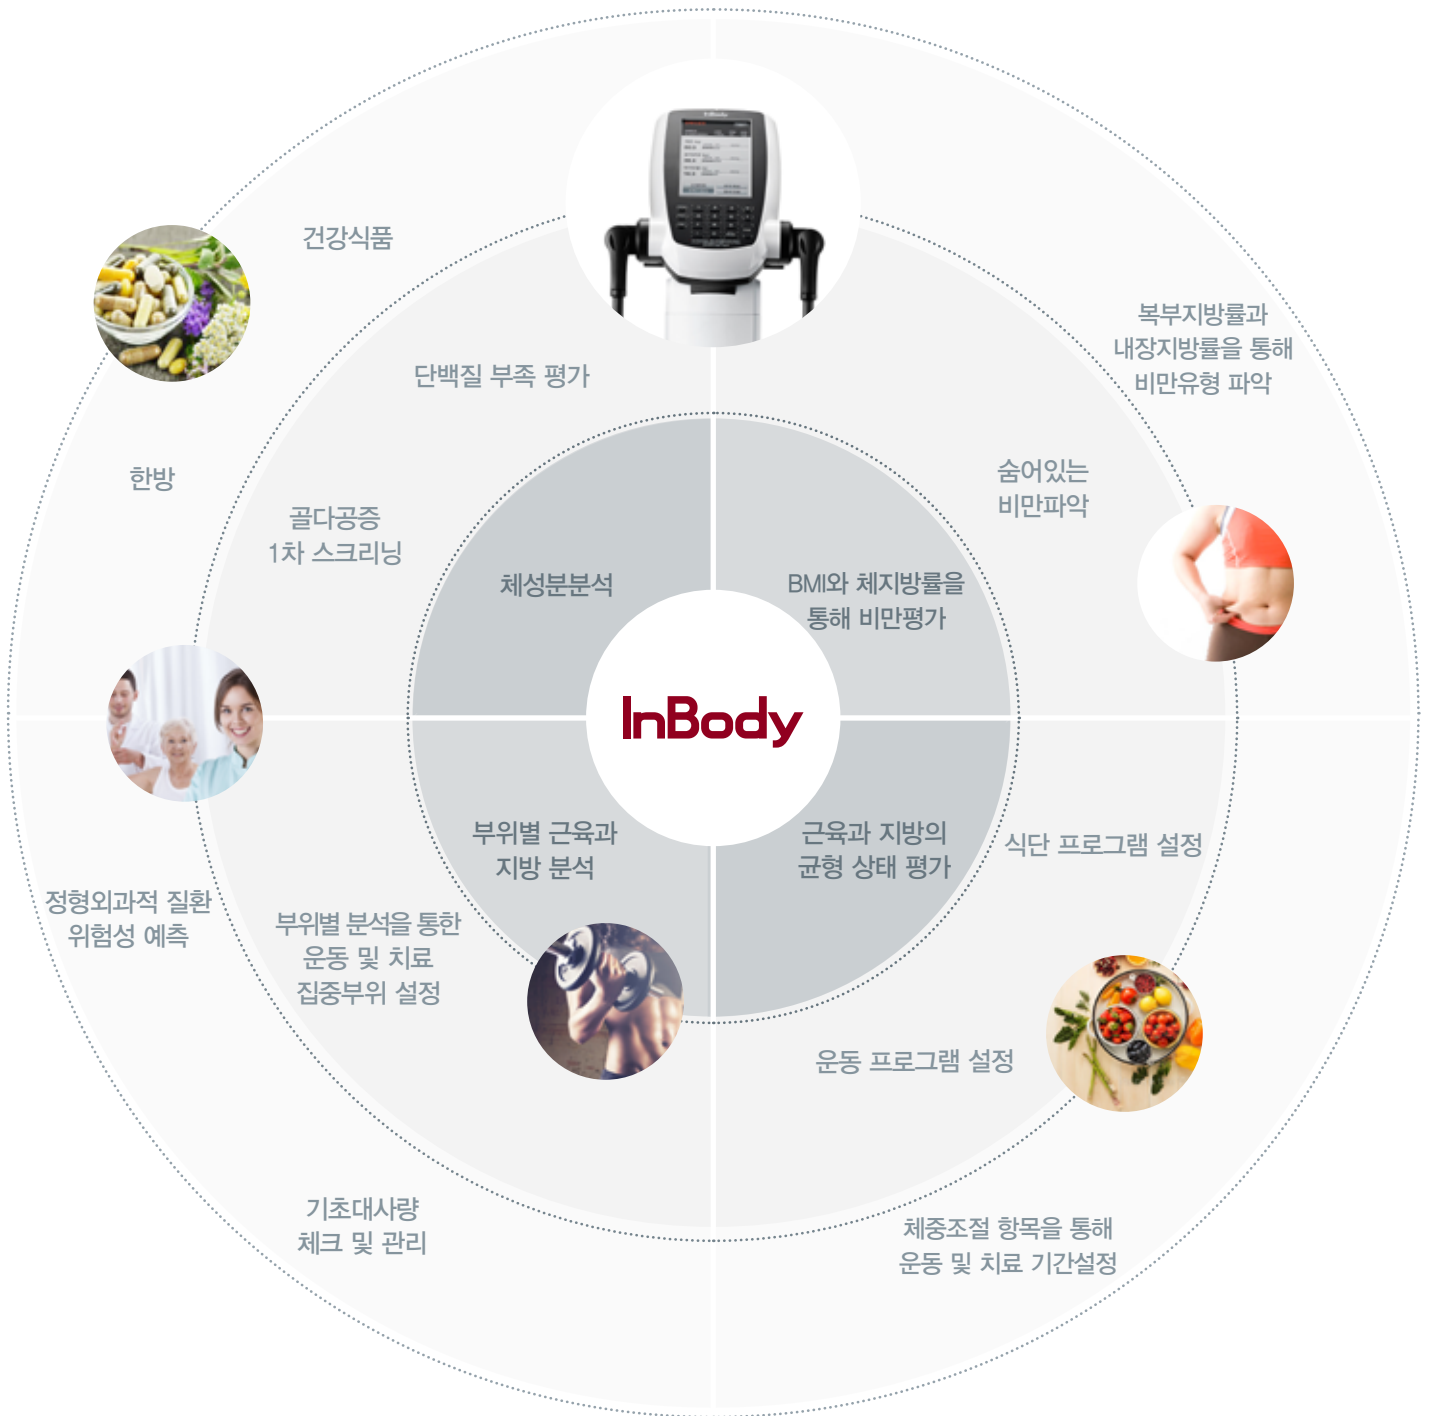 InBody
건강식품
복부지방률과
내장지방률을 통해
비만유형 파악
단백질 부족 평가
한방
숨어있는
비만파악
골다공증
1차 스크리닝
체성분분석
BMI와 체지방률을
통해 비만평가
InBody
부위별 근육과
지방 분석
근육과 지방의
균형 상태 평가
식단 프로그램 설정
정형외과적 질환
위험성 예측
부위별 분석을 통한
운동 및 치료
집중부위 설정
운동 프로그램 설정
기초대사량
체크 및 관리
체중조절 항목을 통해
운동 및 치료 기간설정